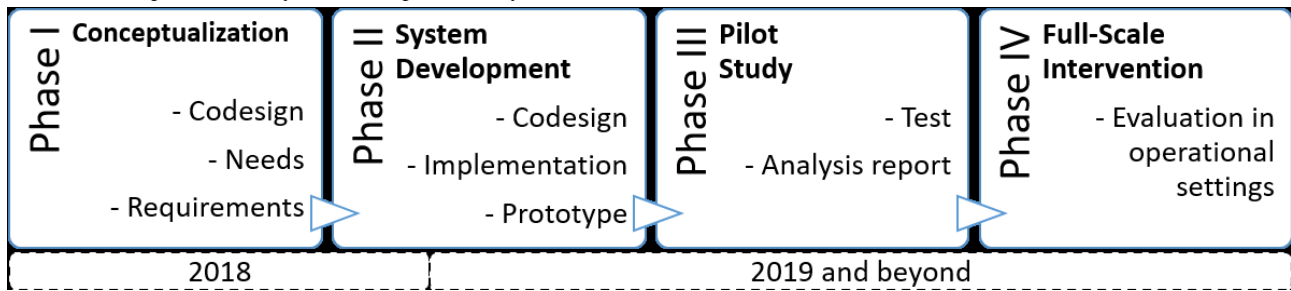 Phase I
Conceptualization
- Codesign
- Needs
- Requirements
Phase II
System
Development
- Codesign
- Implementation
- Prototype
Phase III
Pilot
Study
- Test
- Analysis report
Phase IV
Full-Scale
Intervention
- Evaluation in
operational
settings
2018
2019 and beyond